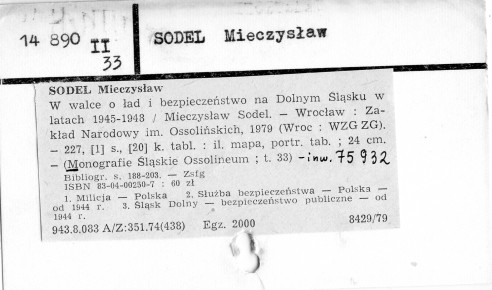 14 890 II
33
SODEL Mieczysław
SODEL Mieczysław
W walce o ład i bezpieczeństwo na Dolnym Śląsku w
latach 1945-1948 / Mieczysław Sodel. — Wrocław : Za-
kład Narodowy im. Ossolińskich, 1979 (Wroc : WZG ZG).
— 227, [1] s., [20] k. tabl. : il. mapa, portr. tab. ; 24 cm.
— (Monografie Śląskie Ossolineum ; t. 33) - inw. 75 932
Bibliogr. s. 188-203. — Zsfg
ISBN 83-04-00230-7 : 60 zł
1. Milicja — Polska 2. Służba bezpieczeństwa — Polska —
od 1944 r. 3. Śląsk Dolny — bezpieczeństwo publiczne — od
1944 r.
943.8.083 A/Z:351.74(438) Egz. 2000 8429/79